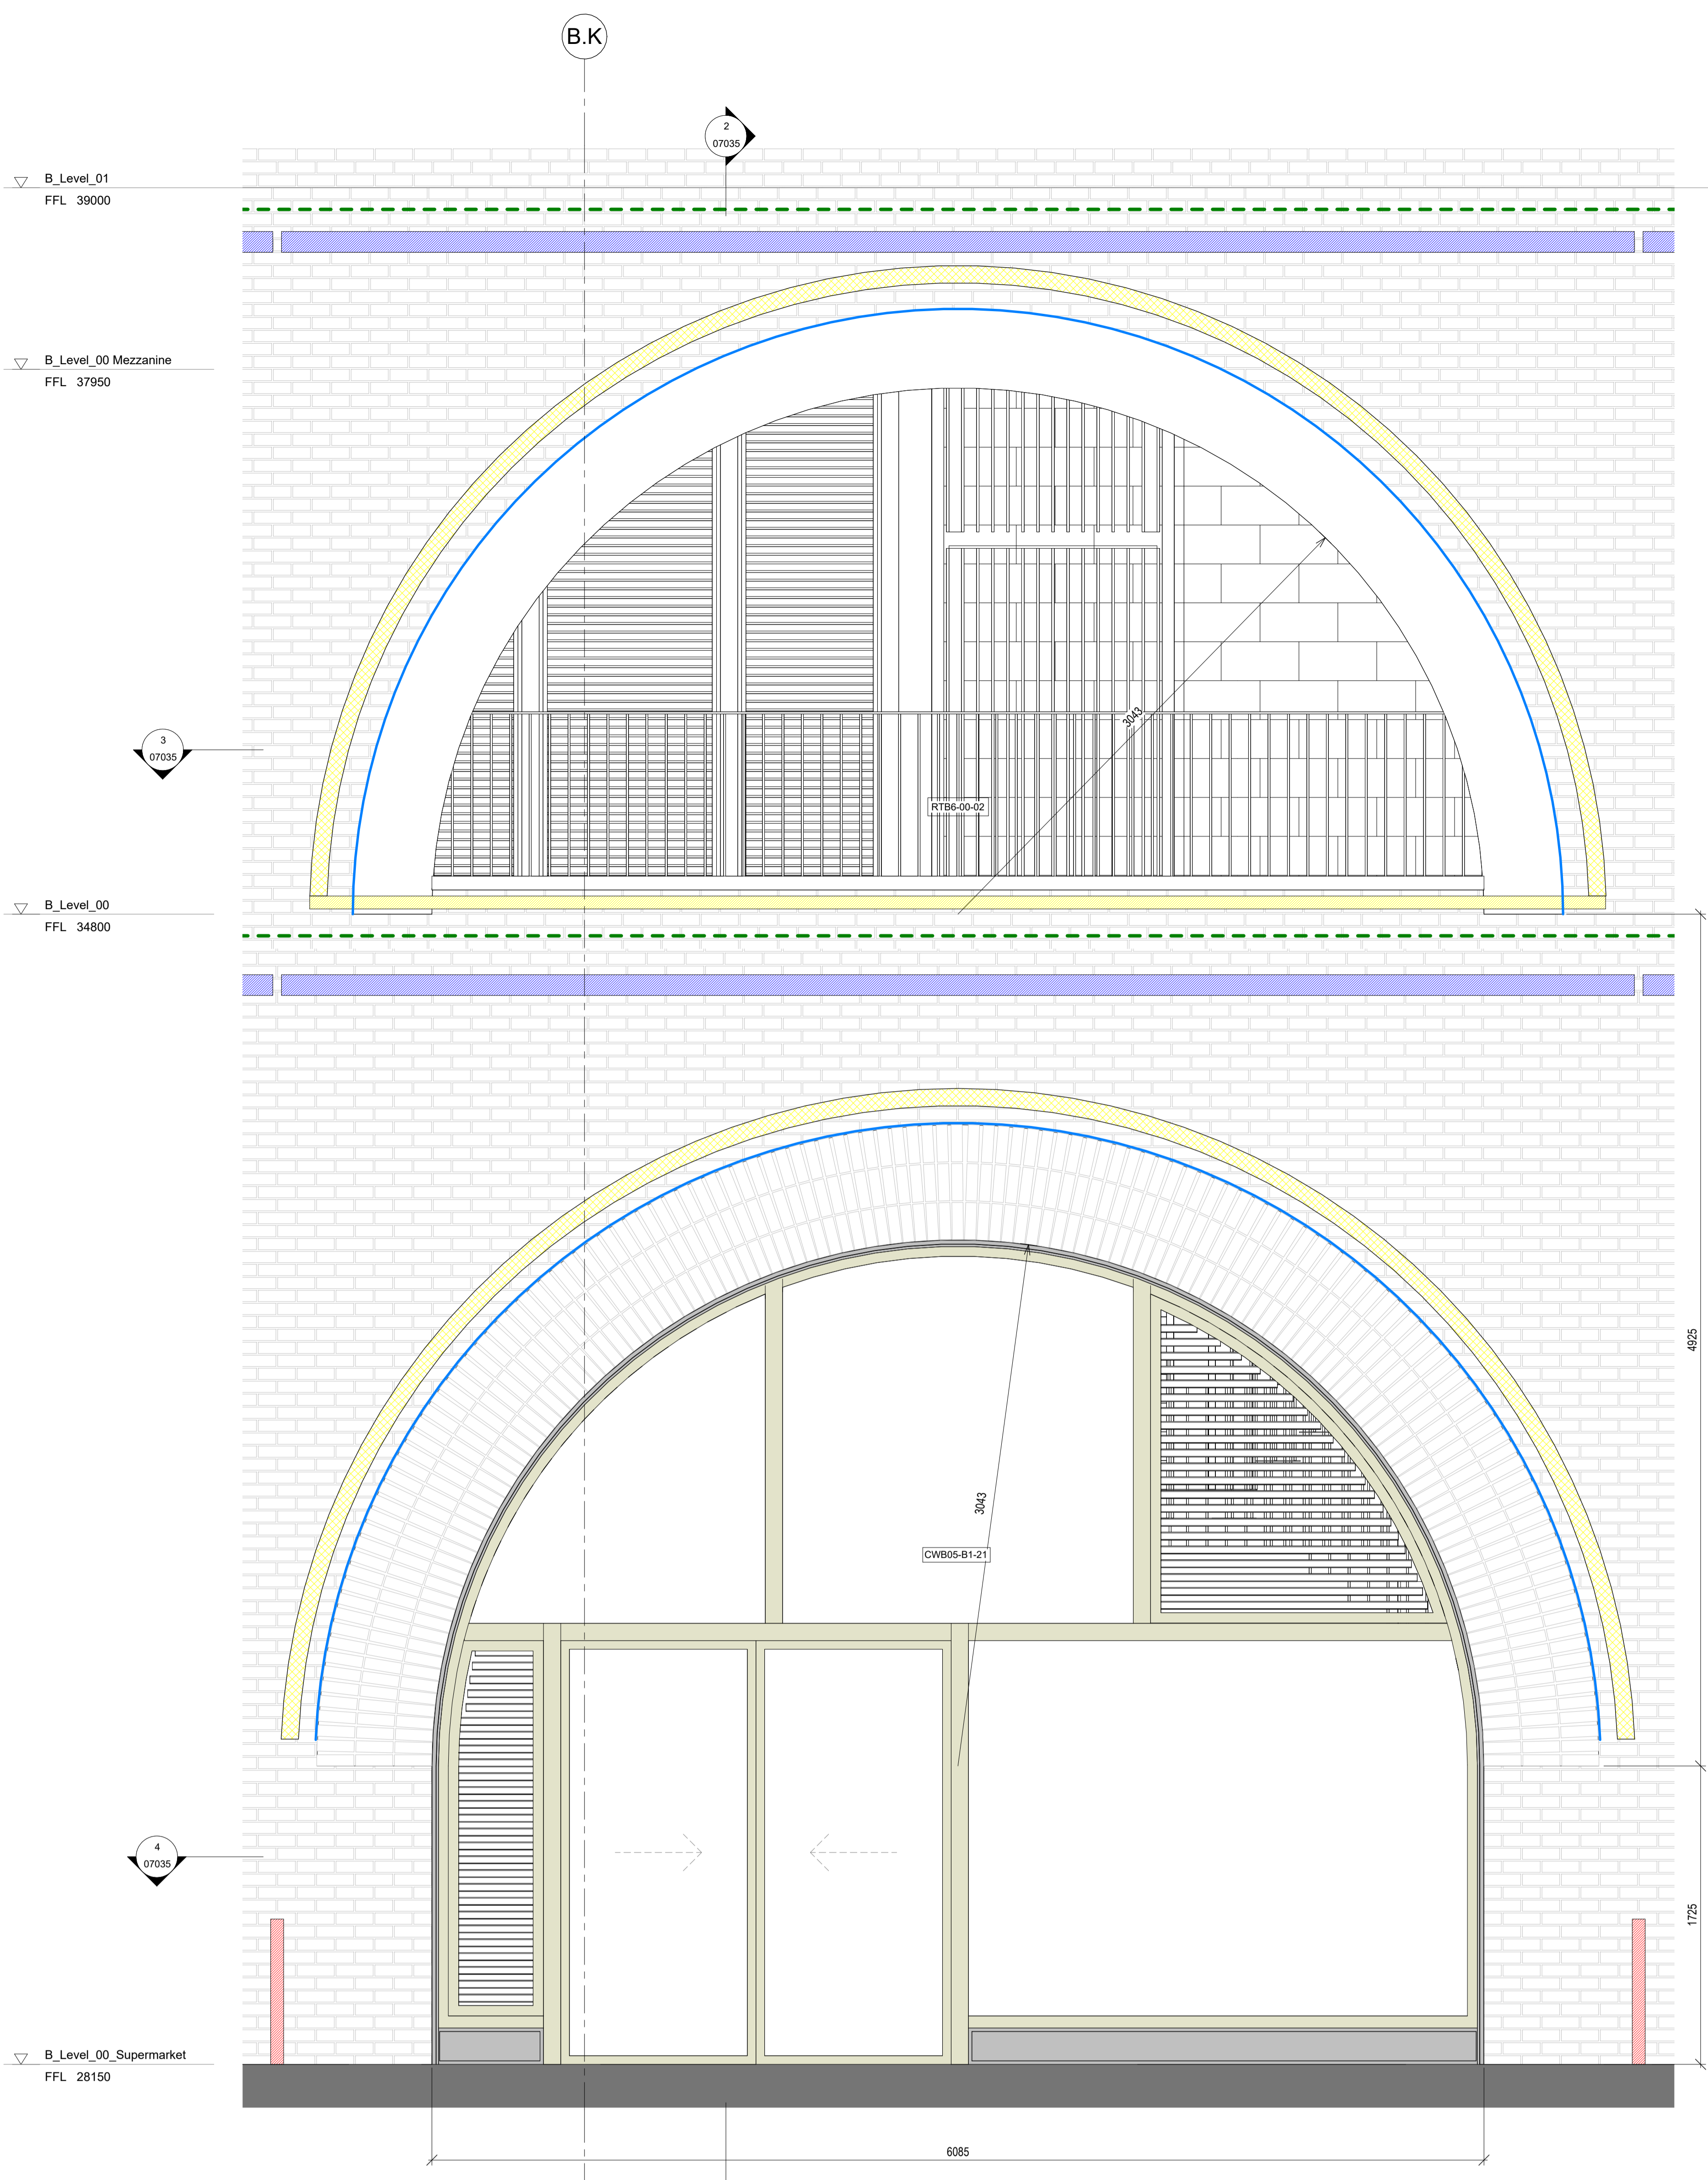 B.K
2
07035
B_Level_01
FFL 39000
B_Level_00 Mezzanine
FFL 37950
3043
3
07035
RTB6-00-02
B_Level_00
FFL 34800
4925
3043
CWB05-B1-21
4
07035
1725
B_Level_00_Supermarket
FFL 28150
6085